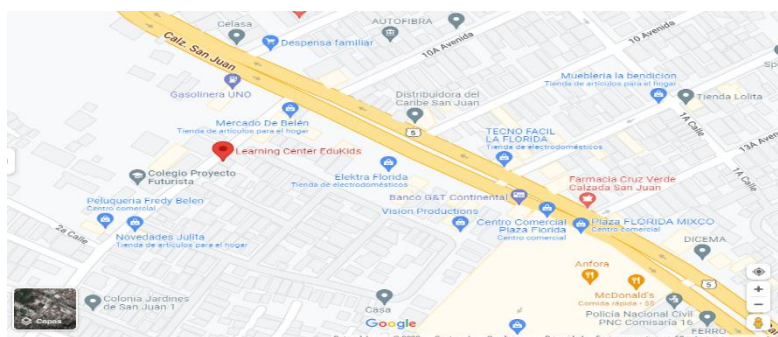 Celasa
AUTOFIBRA
Despensa familiar
10A Avenida
10 Avenida
Calz. San Juan
Mueblería la bendicion
Tienda de artículos para el hogar
Tienda Lolita
Gasolinera UNO
Distribuidora del
Caribe San Juan
Mercado De Belén
Tienda de artículos para el hogar
5
TECNO FACIL
LA FLORIDA
Tienda de electrodomésticos
1A Calle
13A Avenida
Learning Center EduKids
Colegio Proyecto
Futurista
Elektra Florida
Tienda de electrodomésticos
Farmacia Cruz Verde
Calzada San Juan
Banco G&T Continental
Peluqueria Fredy Belen
Centro comercial
Vision Productions
Centro Comercial
Plaza Florida
Centro comercial
Plaza FLORIDA MIXCO
Centro comercial
2a Calle
Novedades Julita
Tienda de artículos para el hogar
DICEMA
Anfora
5
McDonald's
Comida rápida · $$
Colonia Jardines
de San Juan 1
Casa
Policía Nacional Civil
PNC Comisaría 16
Capas
Google
FERRO